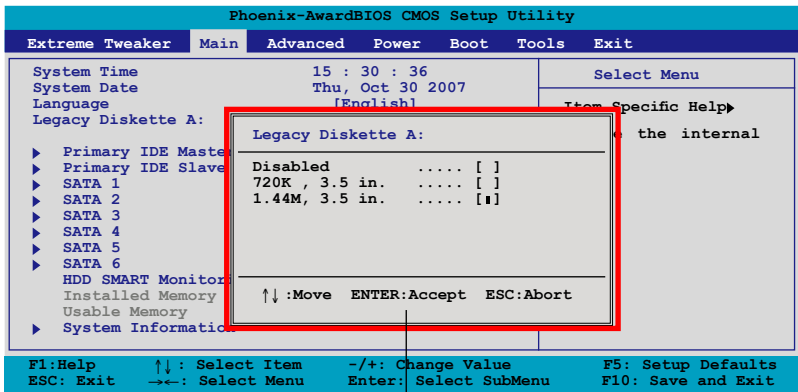 Phoenix-AwardBIOS CMOS Setup Utility
Extreme Tweaker Main Advanced Power Boot Tools Exit
System Time 15 : 30 : 36
System Date Thu, Oct 30 2007
Language [English]
Legacy Diskette A:
Primary IDE Master
Primary IDE Slave
SATA 1
SATA 2
SATA 3
SATA 4
SATA 5
SATA 6
HDD SMART Monitori
Installed Memory
Usable Memory
System Information
Legacy Diskette A:
Disabled ..... [ ]
720K , 3.5 in. ..... [ ]
1.44M, 3.5 in. ..... [▮]
↑↓ :Move ENTER:Accept ESC:Abort
Select Menu
Item Specific Help▶
the internal
F1:Help ↑↓ : Select Item -/+: Change Value F5: Setup Defaults
ESC: Exit →←: Select Menu Enter: Select SubMenu F10: Save and Exit